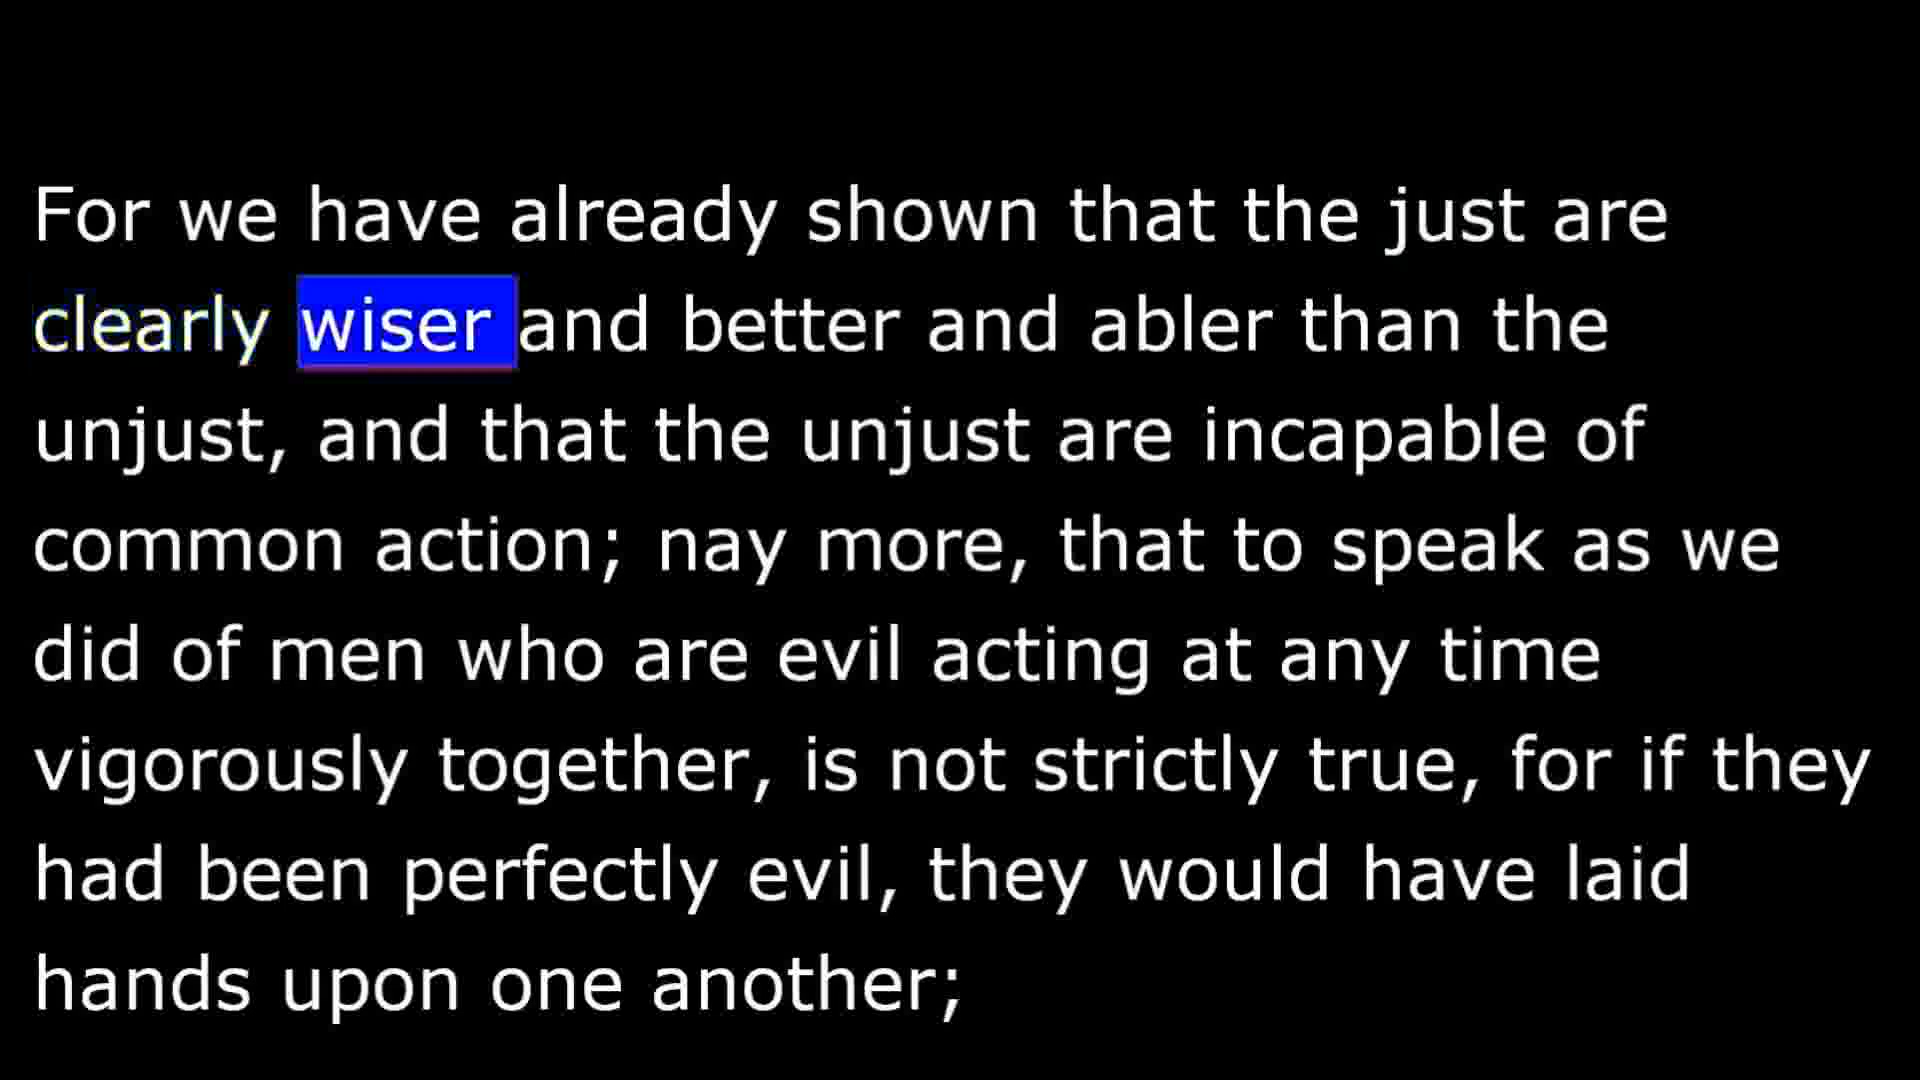 For we have already shown that the just are
clearly wiser and better and abler than the
unjust, and that the unjust are incapable of
common action; nay more, that to speak as we
did of men who are evil acting at any time
vigorously together, is not strictly true, for if they
had been perfectly evil, they would have laid
hands upon one another;